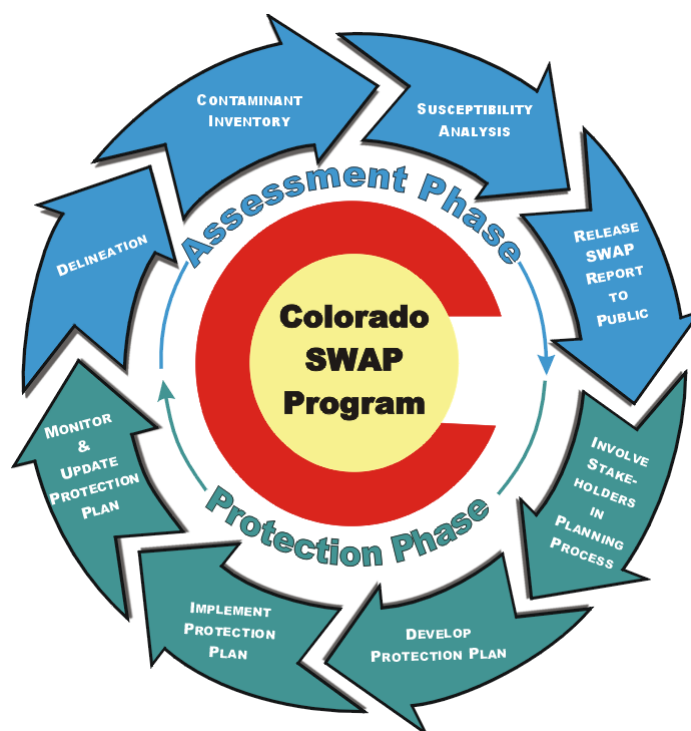 Contaminant
Inventory
Susceptibility
Analysis
Delineation
Assessment Phase
Release
SWAP
Report
to
Public
Colorado
SWAP
Program
Monitor
&
Update
Protection
Plan
Involve
Stake-
holders
in
Planning
Process
Protection Phase
Implement
Protection
Plan
Develop
Protection Plan